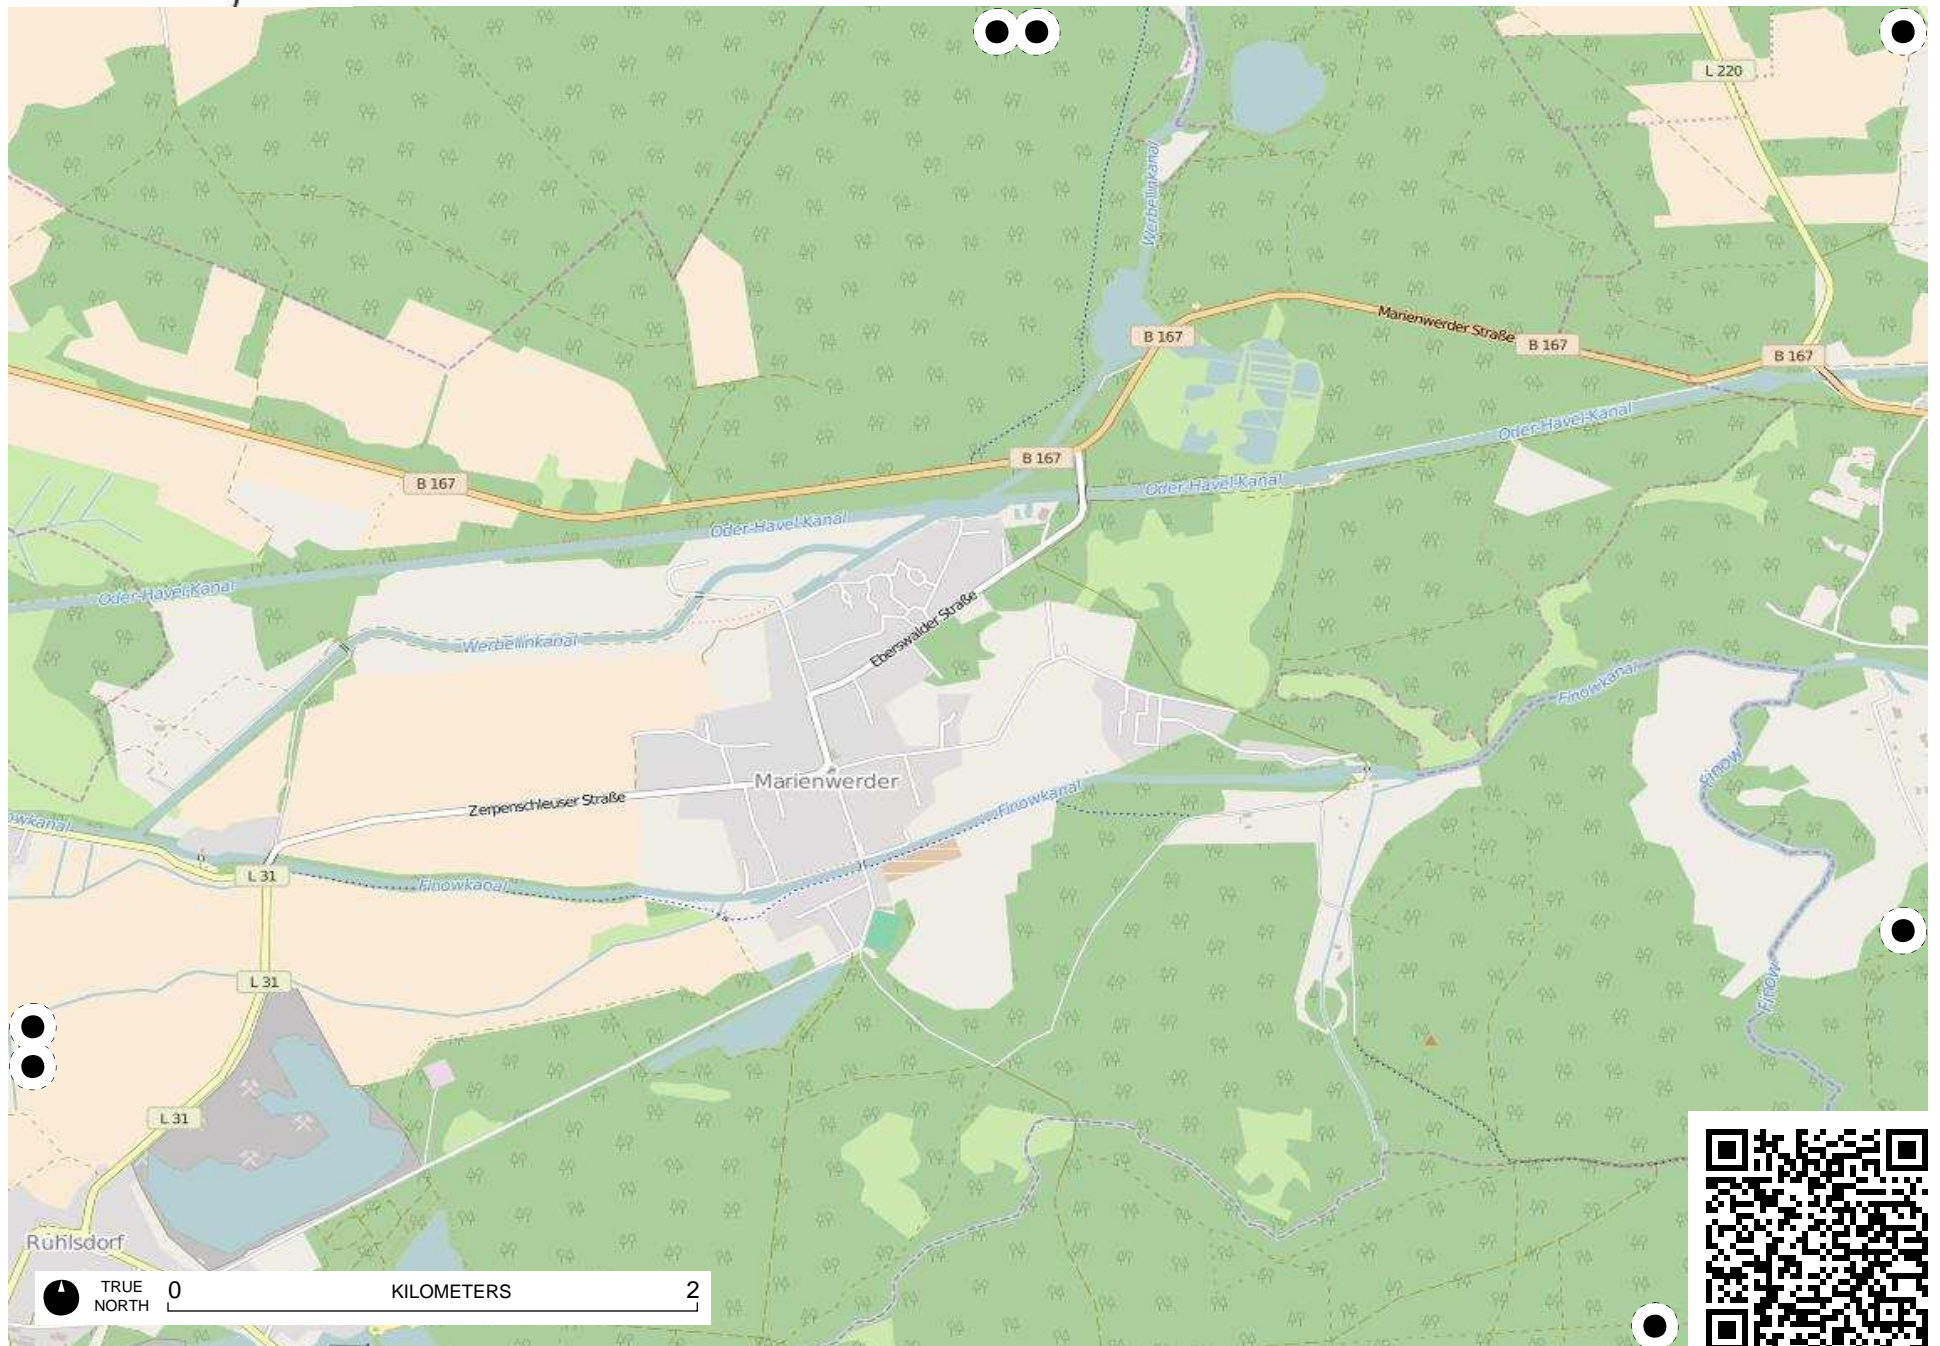 L 220
Werbellinkanal
B 167
Marienwerder Straße
B 167
B 167
Oder-Havel-Kanal
B 167
B 167
Oder-Havel-Kanal
Oder-Havel-Kanal
Oder-Havel-Kanal
Eberswalder Straße
Werbellinkanal
Finowkanal
Finow
Marienwerder
Zerpenschleuser Straße
Finowkanal
owkanal
L 31
Finowkanal
L 31
Finow
L 31
Ruhlsdorf
TRUE
NORTH
0
KILOMETERS
2